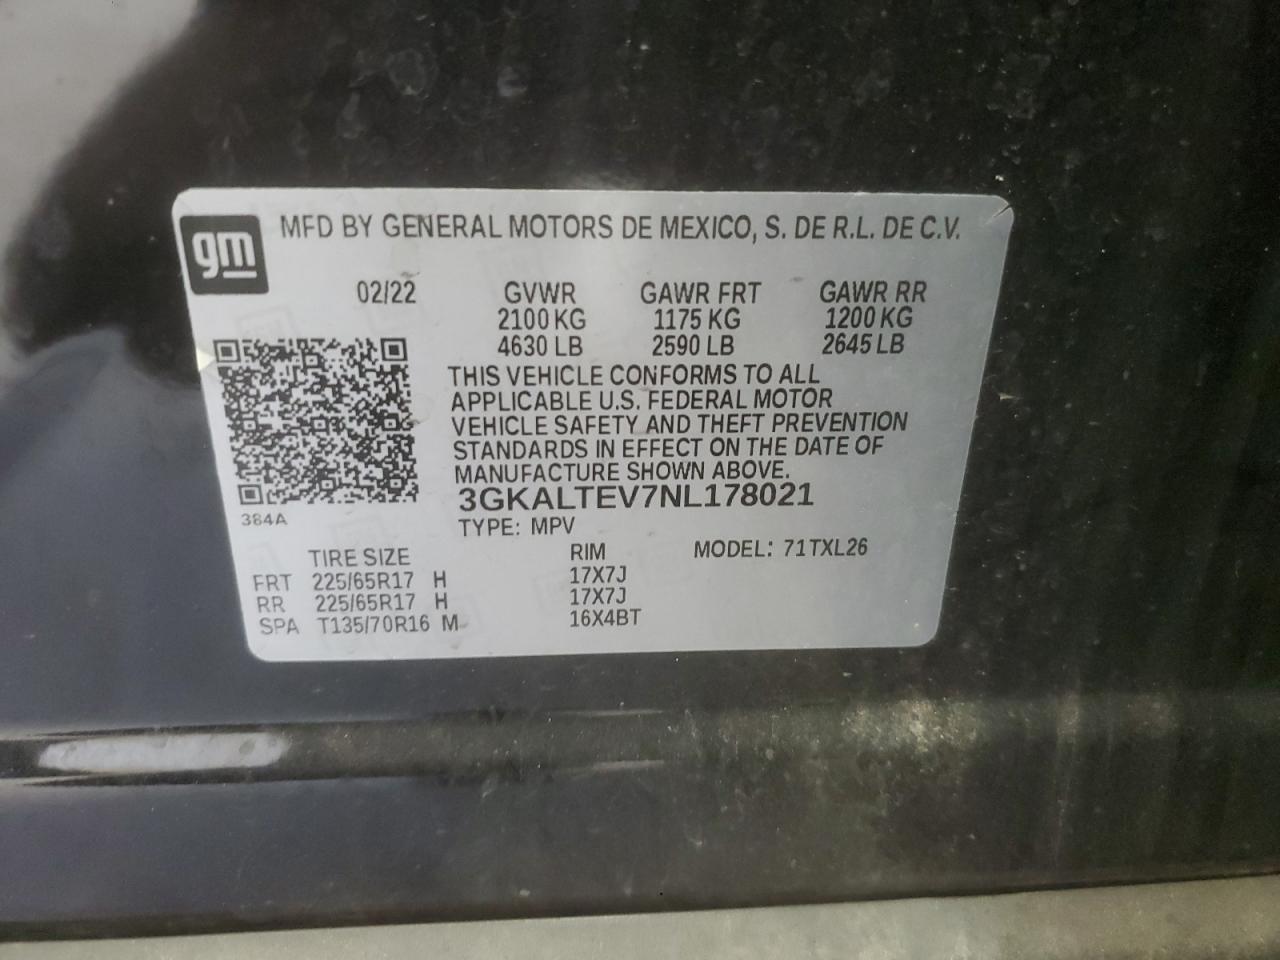 gm
MFD BY GENERAL MOTORS DE MEXICO, S. DE R.L. DE C.V.
02/22 GVWR GAWR FRT GAWR RR
2100 KG 1175 KG 1200 KG
4630 LB 2590 LB 2645 LB
THIS VEHICLE CONFORMS TO ALL
APPLICABLE U.S. FEDERAL MOTOR
VEHICLE SAFETY AND THEFT PREVENTION
STANDARDS IN EFFECT ON THE DATE OF
MANUFACTURE SHOWN ABOVE.
3GKALTEV7NL178021
384A
TYPE: MPV
TIRE SIZE RIM MODEL: 71TXL26
FRT 225/65R17 H 17X7J
RR 225/65R17 H 17X7J
SPA T135/70R16 M 16X4BT